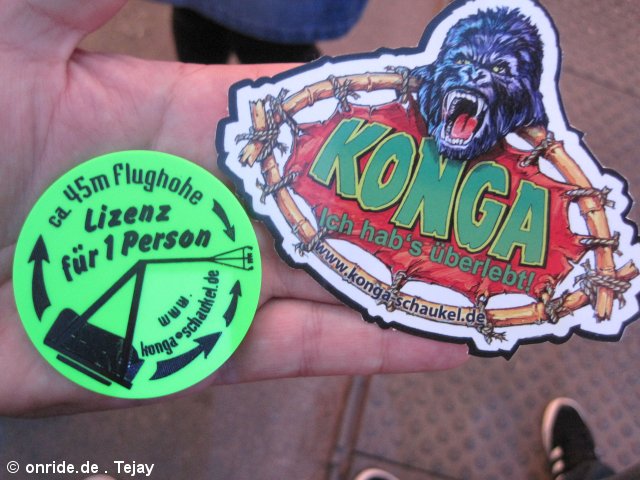 ca. 45m Flughohe
Lizenz
für 1 Person
www.
konga•schaukel.de
KONGA
Ich hab's überlebt!
www.konga-schaukel.de
© onride.de . Tejay